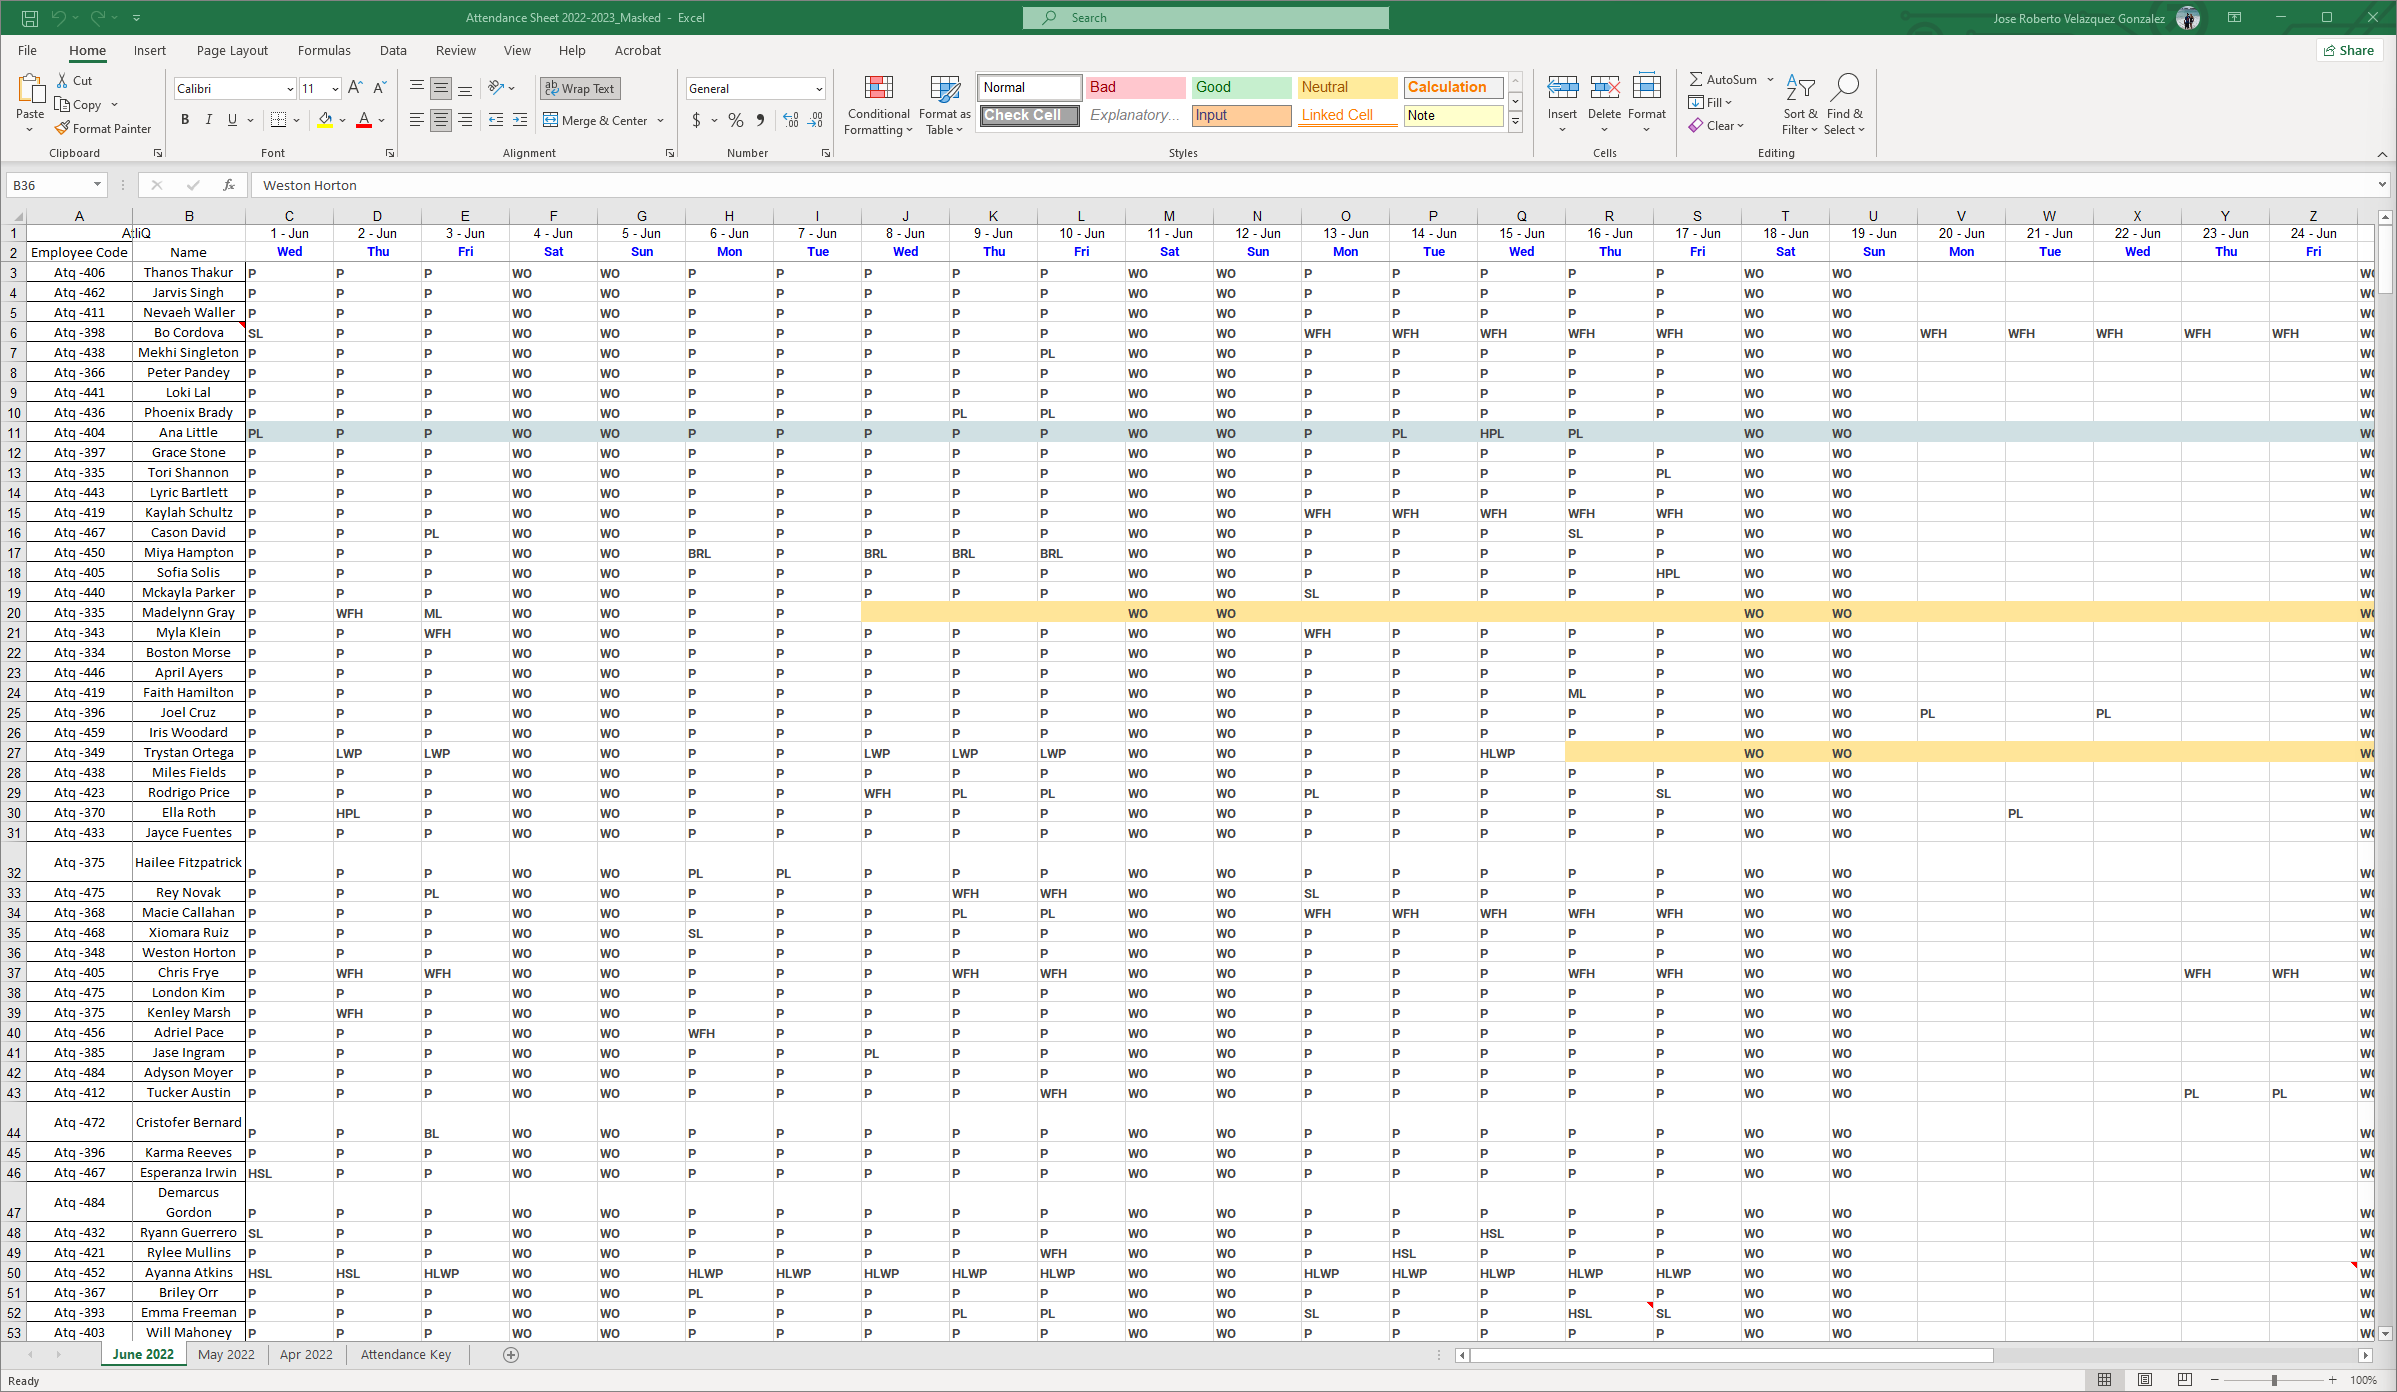 Attendance Sheet 2022-2023_Masked - Excel
Search
Jose Roberto Velazquez Gonzalez
File Home Insert Page Layout Formulas Data Review View Help Acrobat
Share
Paste
Cut
Copy
Format Painter
Clipboard
Calibri 11
B I U
Font
Wrap Text
Merge & Center
Alignment
General
$ % ,
Number
Conditional Formatting
Format as Table
Normal Bad Good Neutral Calculation
Check Cell Explanatory... Input Linked Cell Note
Styles
Insert Delete Format
Cells
AutoSum
Fill
Clear
Sort & Filter
Find & Select
Editing
B36 fx Weston Horton
A B C D E F G H I J K L M N O P Q R S T U V W X Y Z
1 AtliQ 1 - Jun 2 - Jun 3 - Jun 4 - Jun 5 - Jun 6 - Jun 7 - Jun 8 - Jun 9 - Jun 10 - Jun 11 - Jun 12 - Jun 13 - Jun 14 - Jun 15 - Jun 16 - Jun 17 - Jun 18 - Jun 19 - Jun 20 - Jun 21 - Jun 22 - Jun 23 - Jun 24 - Jun
2 Employee Code Name Wed Thu Fri Sat Sun Mon Tue Wed Thu Fri Sat Sun Mon Tue Wed Thu Fri Sat Sun Mon Tue Wed Thu Fri
3 Atq -406 Thanos Thakur P P P WO WO P P P P P WO WO P P P P P WO WO
4 Atq -462 Jarvis Singh P P P WO WO P P P P P WO WO P P P P P WO WO
5 Atq -411 Nevaeh Waller P P P WO WO P P P P P WO WO P P P P P WO WO
6 Atq -398 Bo Cordova SL P P WO WO P P P P P WO WO WFH WFH WFH WFH WFH WO WO WFH WFH WFH WFH WFH
7 Atq -438 Mekhi Singleton P P P WO WO P P P P PL WO WO P P P P P WO WO
8 Atq -366 Peter Pandey P P P WO WO P P P P P WO WO P P P P P WO WO
9 Atq -441 Loki Lal P P P WO WO P P P P P WO WO P P P P P WO WO
10 Atq -436 Phoenix Brady P P P WO WO P P P PL PL WO WO P P P P P WO WO
11 Atq -404 Ana Little PL P P WO WO P P P P P WO WO P PL HPL PL WO WO
12 Atq -397 Grace Stone P P P WO WO P P P P P WO WO P P P P P WO WO
13 Atq -335 Tori Shannon P P P WO WO P P P P P WO WO P P P P PL WO WO
14 Atq -443 Lyric Bartlett P P P WO WO P P P P P WO WO P P P P P WO WO
15 Atq -419 Kaylah Schultz P P P WO WO P P P P P WO WO WFH WFH WFH WFH WFH WO WO
16 Atq -467 Cason David P P PL WO WO P P P P P WO WO P P P SL P WO WO
17 Atq -450 Miya Hampton P P P WO WO BRL P BRL BRL BRL WO WO P P P P P WO WO
18 Atq -405 Sofia Solis P P P WO WO P P P P P WO WO P P P P HPL WO WO
19 Atq -440 Mckayla Parker P P P WO WO P P P P P WO WO SL P P P P WO WO
20 Atq -335 Madelynn Gray P WFH ML WO WO P P WO WO WO WO
21 Atq -343 Myla Klein P P WFH WO WO P P P P P WO WO WFH P P P P WO WO
22 Atq -334 Boston Morse P P P WO WO P P P P P WO WO P P P P P WO WO
23 Atq -446 April Ayers P P P WO WO P P P P P WO WO P P P P P WO WO
24 Atq -419 Faith Hamilton P P P WO WO P P P P P WO WO P P P ML P WO WO
25 Atq -396 Joel Cruz P P P WO WO P P P P P WO WO P P P P P WO WO PL PL
26 Atq -459 Iris Woodard P P P WO WO P P P P P WO WO P P P P P WO WO
27 Atq -349 Trystan Ortega P LWP LWP WO WO P P LWP LWP LWP WO WO P P HLWP WO WO
28 Atq -438 Miles Fields P P P WO WO P P P P P WO WO P P P P P WO WO
29 Atq -423 Rodrigo Price P P P WO WO P P WFH PL PL WO WO PL P P P SL WO WO
30 Atq -370 Ella Roth P HPL P WO WO P P P P P WO WO P P P P P WO WO PL
31 Atq -433 Jayce Fuentes P P P WO WO P P P P P WO WO P P P P P WO WO
32 Atq -375 Hailee Fitzpatrick P P P WO WO PL PL P P P WO WO P P P P P WO WO
33 Atq -475 Rey Novak P P PL WO WO P P P WFH WFH WO WO SL P P P P WO WO
34 Atq -368 Macie Callahan P P P WO WO P P P PL PL WO WO WFH WFH WFH WFH WFH WO WO
35 Atq -468 Xiomara Ruiz P P P WO WO SL P P P P WO WO P P P P P WO WO
36 Atq -348 Weston Horton P P P WO WO P P P P P WO WO P P P P P WO WO
37 Atq -405 Chris Frye P WFH WFH WO WO P P P WFH WFH WO WO P P P WFH WFH WO WO WFH WFH
38 Atq -475 London Kim P P P WO WO P P P P P WO WO P P P P P WO WO
39 Atq -375 Kenley Marsh P WFH P WO WO P P P P P WO WO P P P P P WO WO
40 Atq -456 Adriel Pace P P P WO WO WFH P P P P WO WO P P P P P WO WO
41 Atq -385 Jase Ingram P P P WO WO P P PL P P WO WO P P P P P WO WO
42 Atq -484 Adyson Moyer P P P WO WO P P P P P WO WO P P P P P WO WO
43 Atq -412 Tucker Austin P P P WO WO P P P P WFH WO WO P P P P P WO WO PL PL
44 Atq -472 Cristofer Bernard P P BL WO WO P P P P P WO WO P P P P P WO WO
45 Atq -396 Karma Reeves P P P WO WO P P P P P WO WO P P P P P WO WO
46 Atq -467 Esperanza Irwin HSL P P WO WO P P P P P WO WO P P P P P WO WO
47 Atq -484 Demarcus Gordon P P P WO WO P P P P P WO WO P P P P P WO WO
48 Atq -432 Ryann Guerrero SL P P WO WO P P P P P WO WO P P HSL P P WO WO
49 Atq -421 Rylee Mullins P P P WO WO P P P P WFH WO WO P HSL P P P WO WO
50 Atq -452 Ayanna Atkins HSL HSL HLWP WO WO HLWP HLWP HLWP HLWP HLWP WO WO HLWP HLWP HLWP HLWP HLWP WO WO
51 Atq -367 Briley Orr P P P WO WO PL P P P P WO WO P P P P P WO WO
52 Atq -393 Emma Freeman P P P WO WO P P P PL PL WO WO SL P P HSL SL WO WO
53 Atq -403 Will Mahoney P P P WO WO P P P P P WO WO P P P P P WO WO
June 2022 May 2022 Apr 2022 Attendance Key
Ready
100%